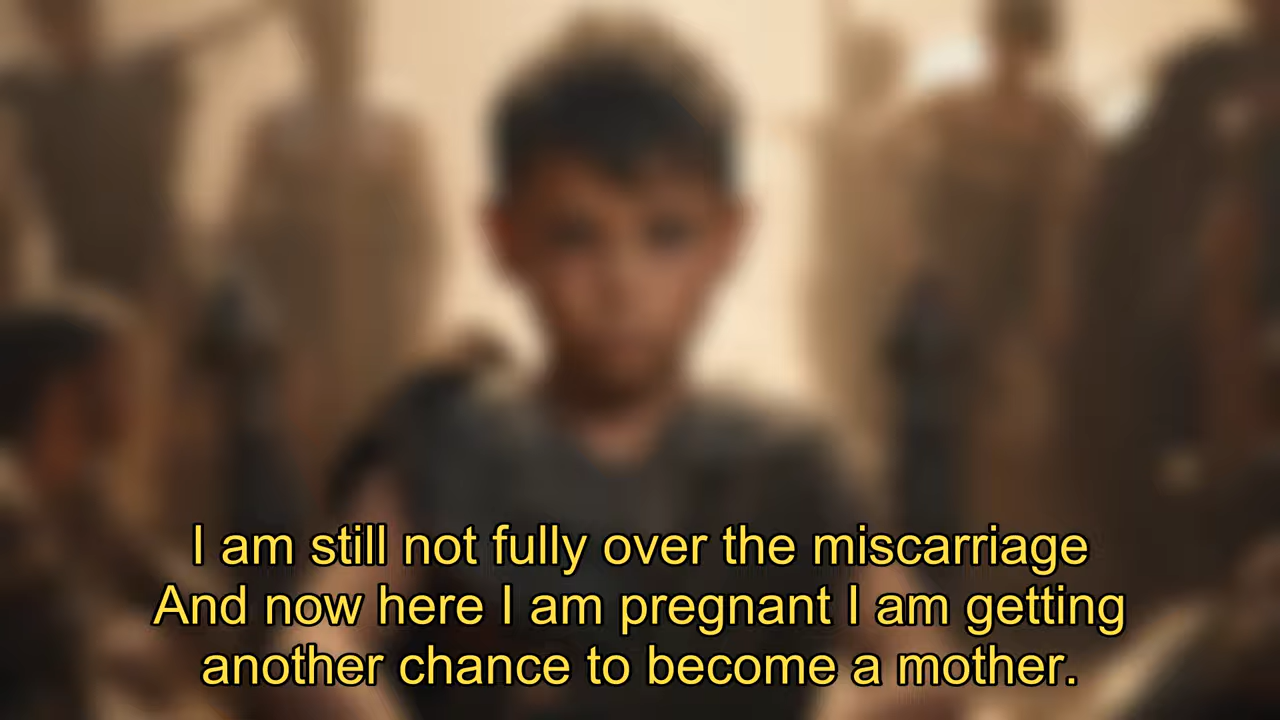 I am still not fully over the miscarriage
And now here I am pregnant I am getting
another chance to become a mother.